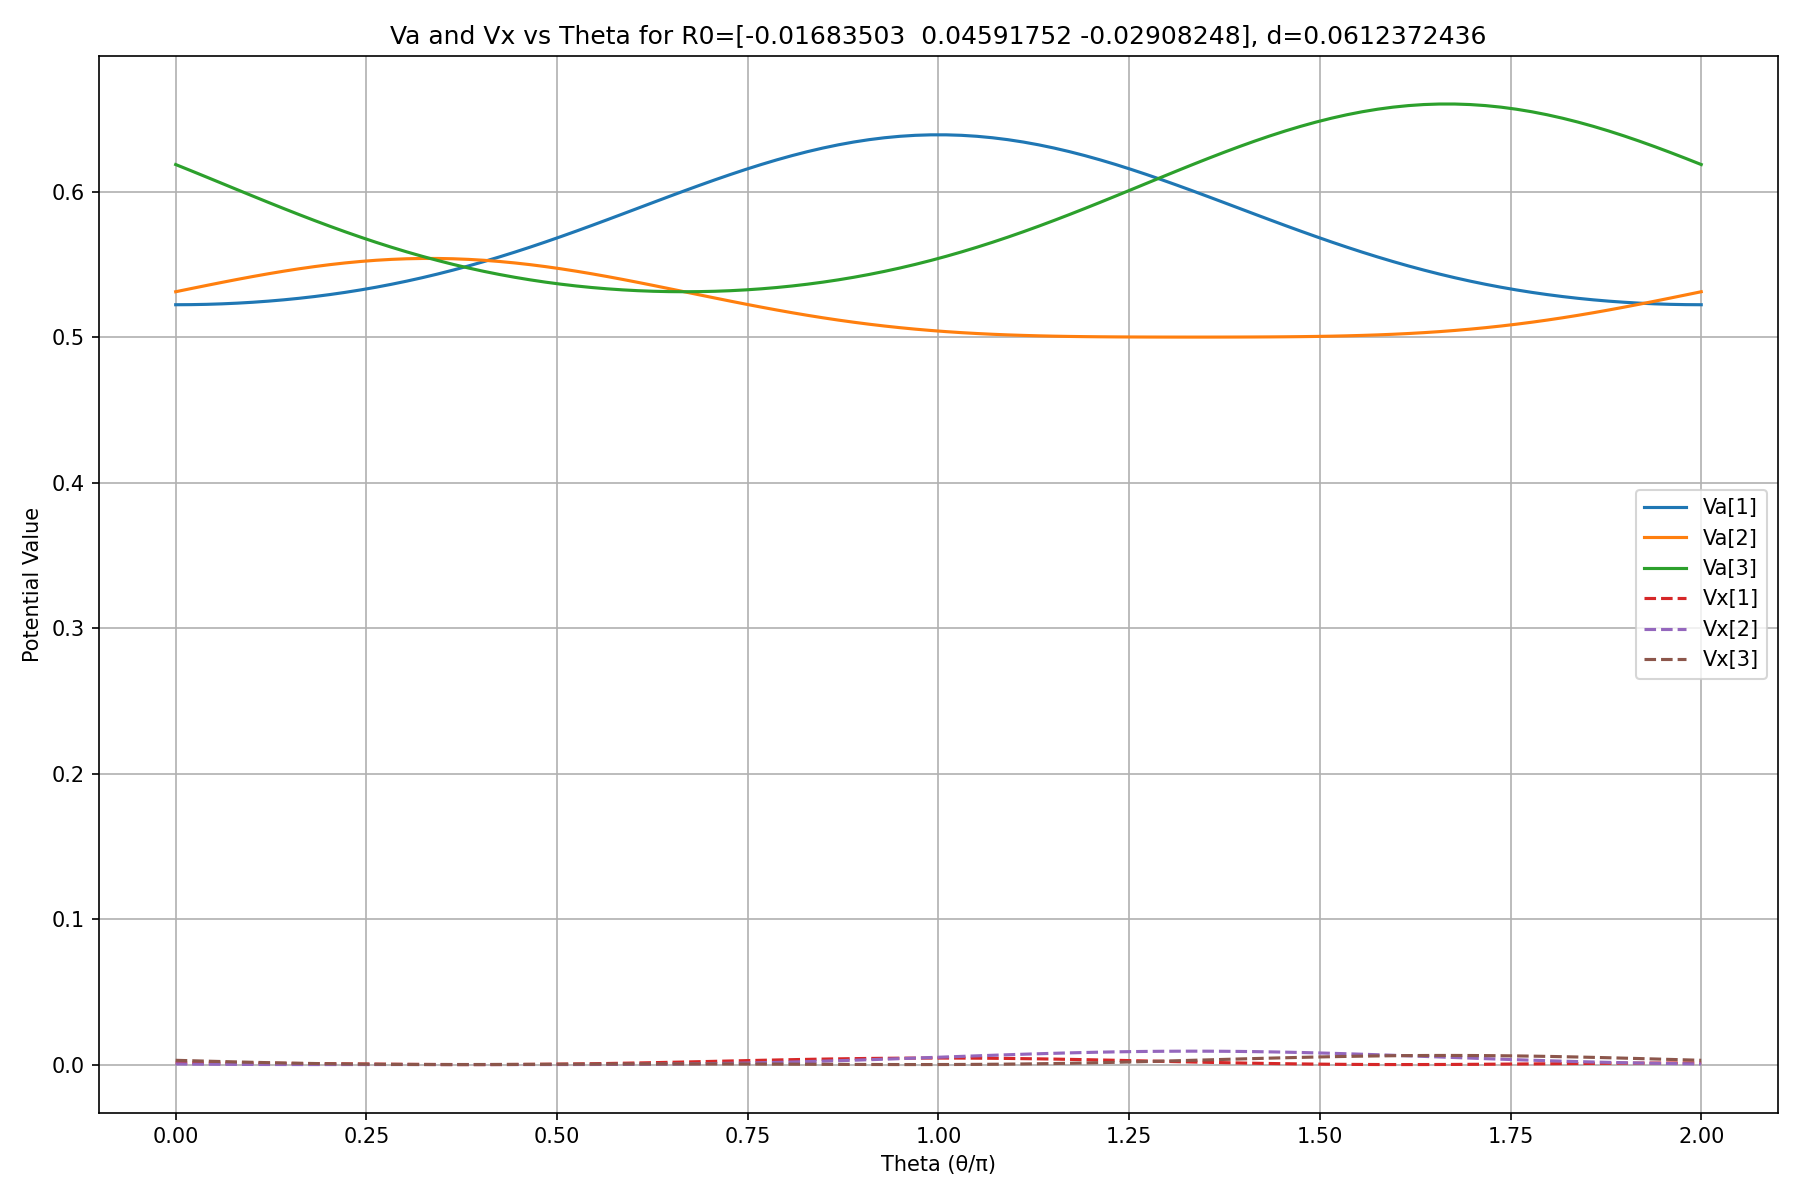 Va and Vx vs Theta for R0=[-0.01683503  0.04591752 -0.02908248], d=0.0612372436
Potential Value
0.6
0.5
0.4
0.3
0.2
0.1
0.0
Va[1]
Va[2]
Va[3]
Vx[1]
Vx[2]
Vx[3]
0.00 0.25 0.50 0.75 1.00 1.25 1.50 1.75 2.00
Theta (θ/π)